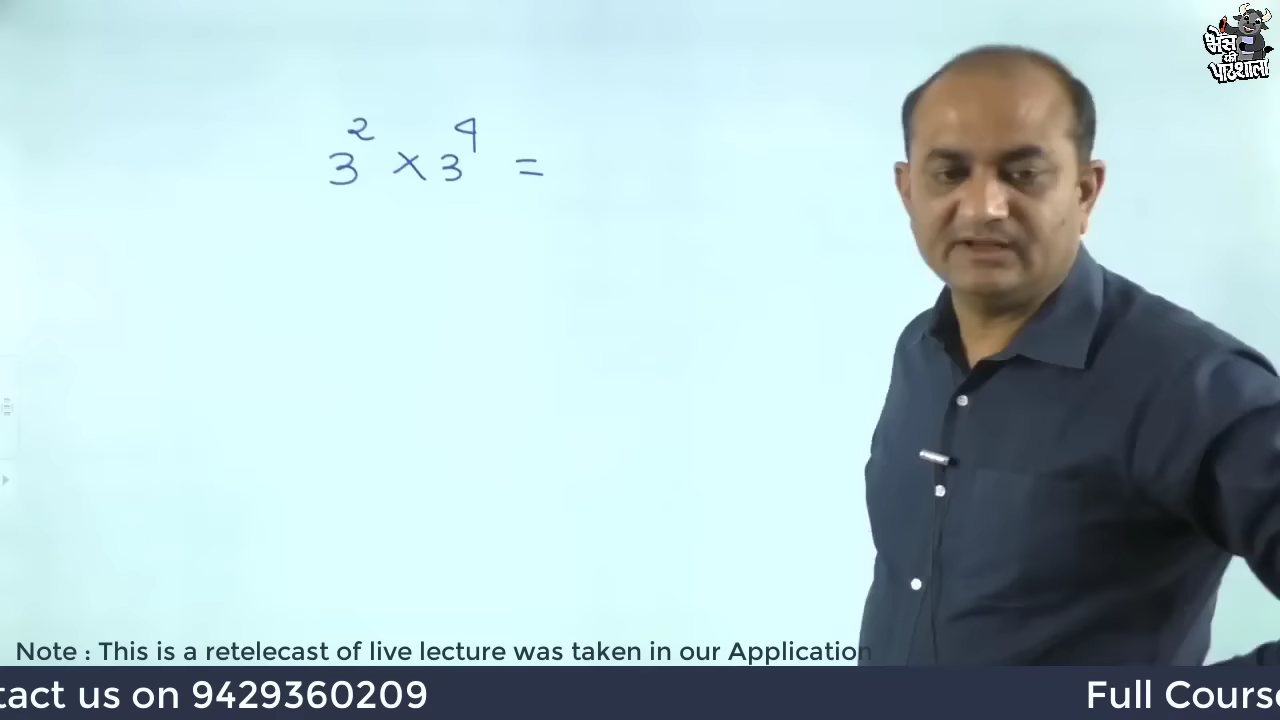 भैंस
की
पाठशाला
3² × 3⁴ =
Note : This is a retelecast of live lecture was taken in our Application
tact us on 9429360209 Full Course